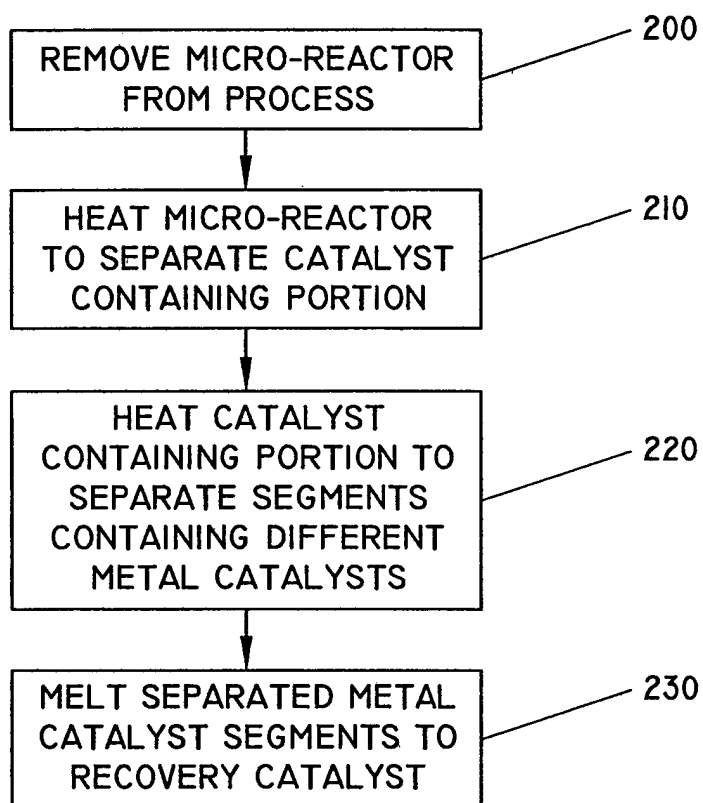 REMOVE MICRO-REACTOR
FROM PROCESS
200
HEAT MICRO-REACTOR
TO SEPARATE CATALYST
CONTAINING PORTION
210
HEAT CATALYST
CONTAINING PORTION TO
SEPARATE SEGMENTS
CONTAINING DIFFERENT
METAL CATALYSTS
220
MELT SEPARATED METAL
CATALYST SEGMENTS TO
RECOVERY CATALYST
230